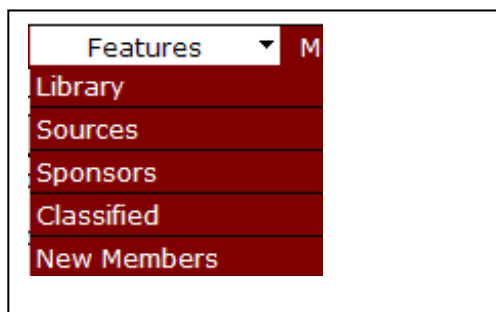 Features M
Library
Sources
Sponsors
Classified
New Members